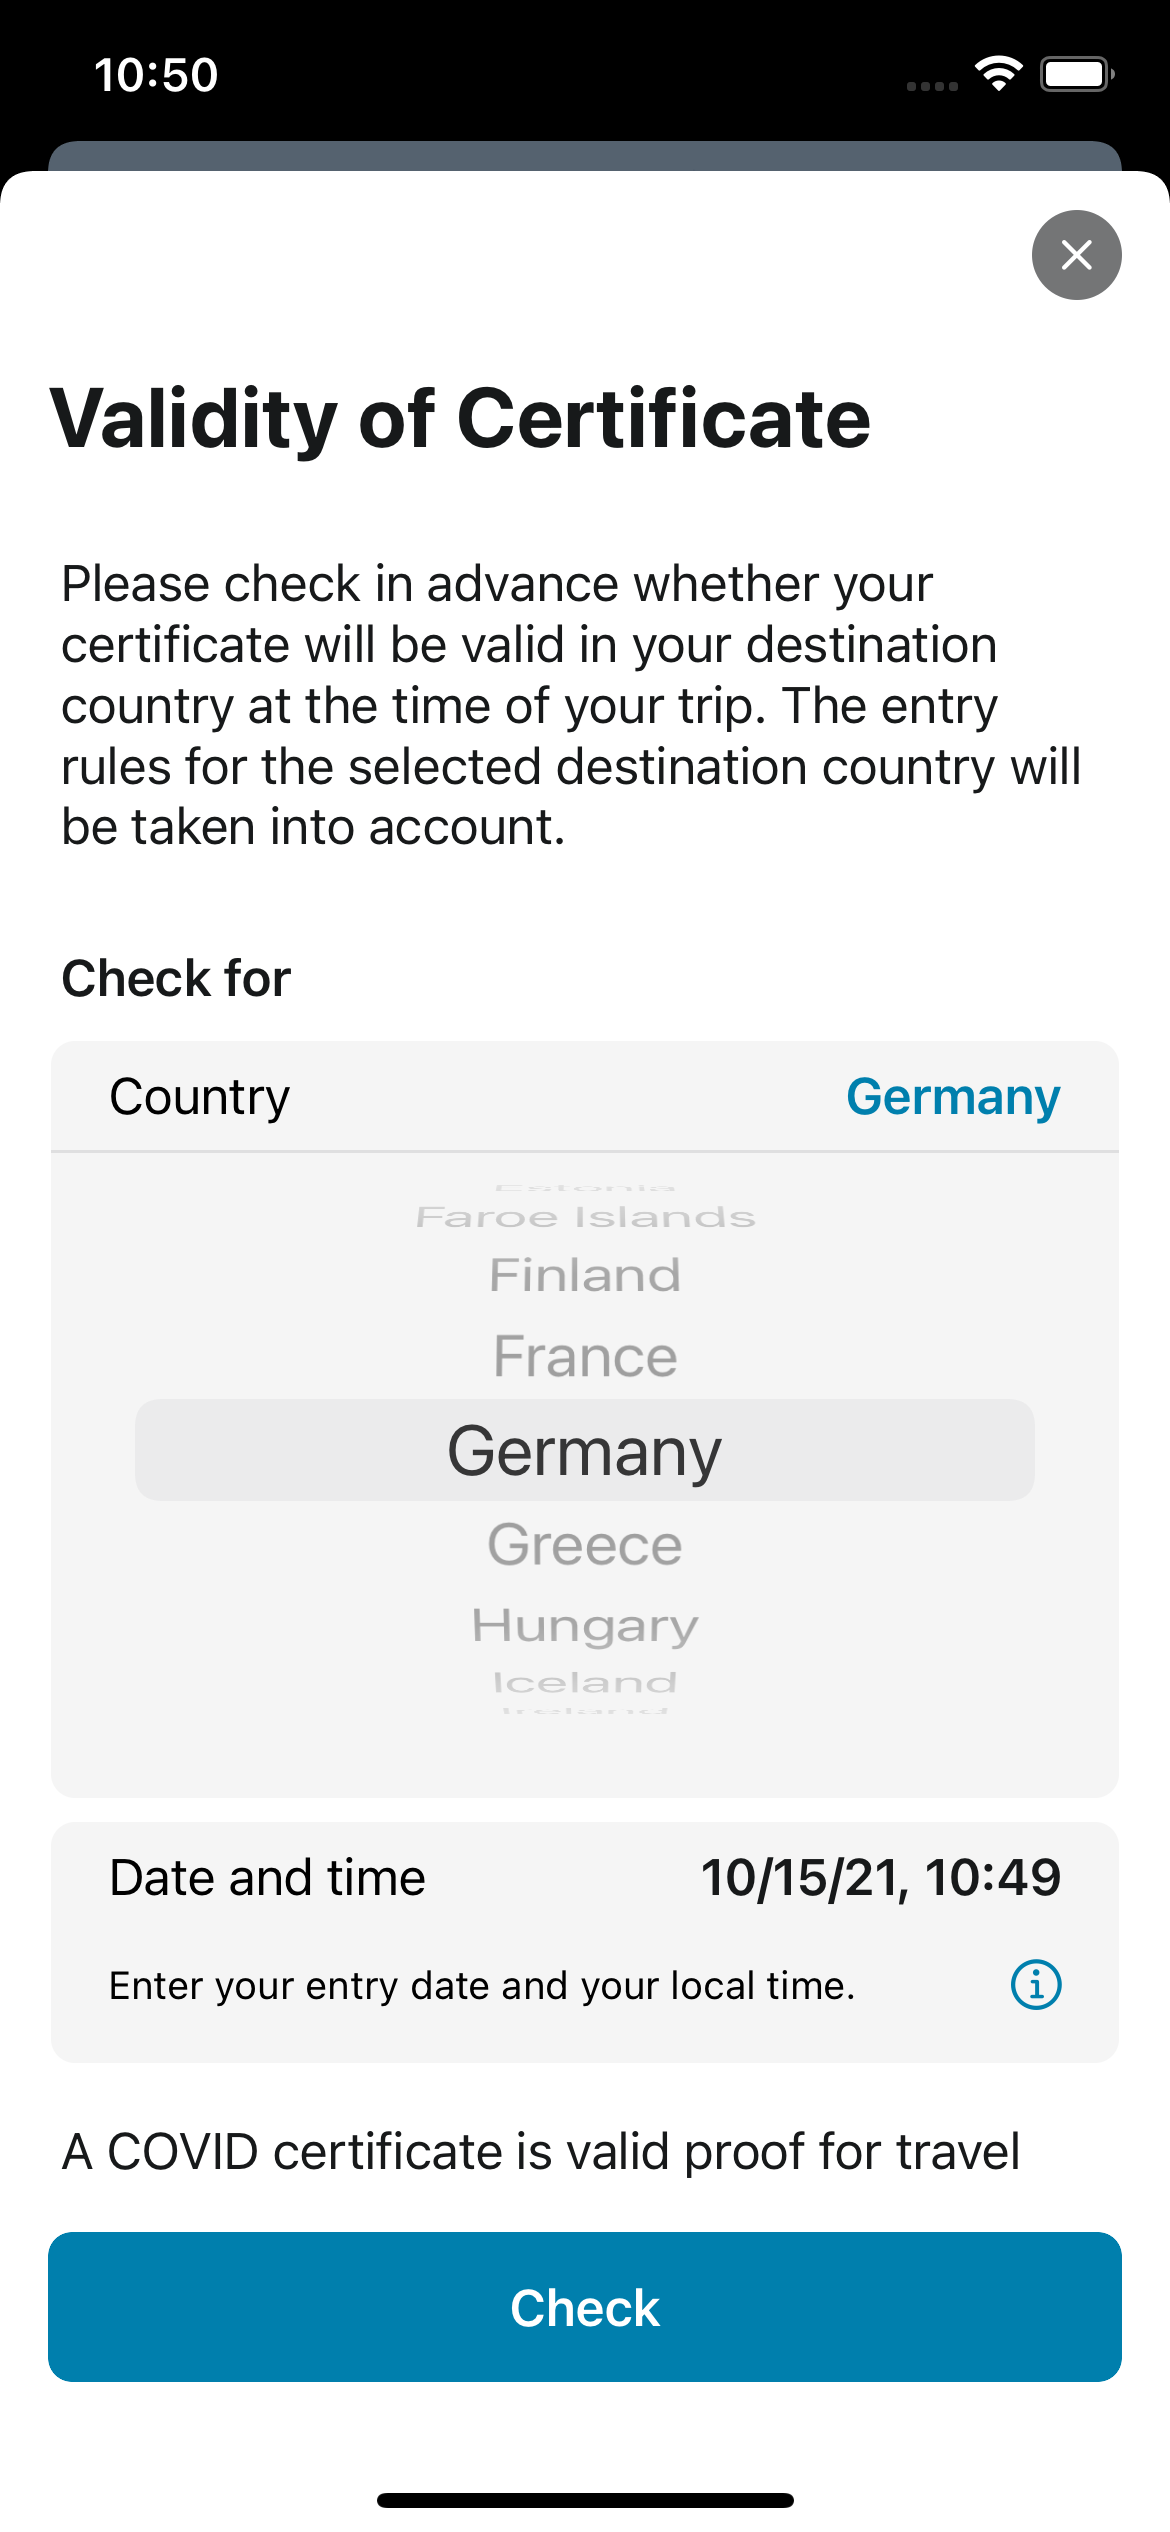 10:50
Validity of Certificate
Please check in advance whether your
certificate will be valid in your destination
country at the time of your trip. The entry
rules for the selected destination country will
be taken into account.
Check for
Country Germany
Estonia
Faroe Islands
Finland
France
Germany
Greece
Hungary
Iceland
Ireland
Date and time 10/15/21, 10:49
Enter your entry date and your local time.
A COVID certificate is valid proof for travel
Check